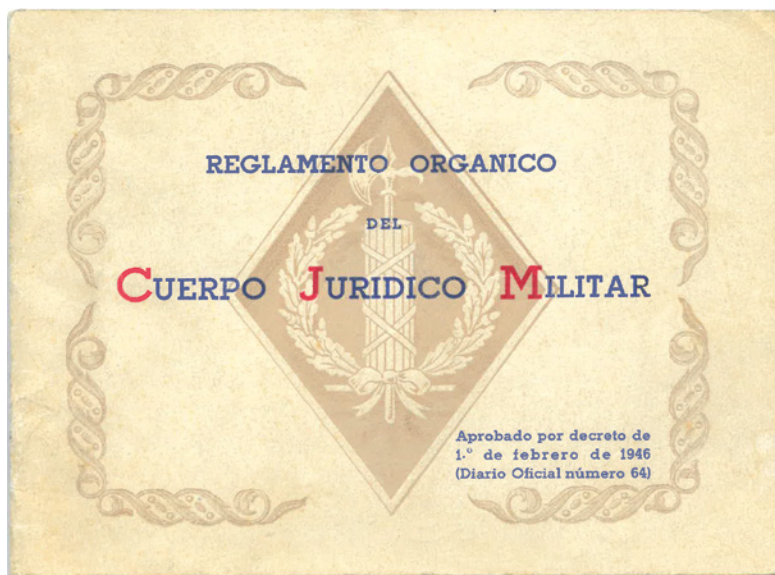 REGLAMENTO ORGANICO
DEL
CUERPO JURIDICO MILITAR
Aprobado por decreto de
1.º de febrero de 1946
(Diario Oficial número 64)